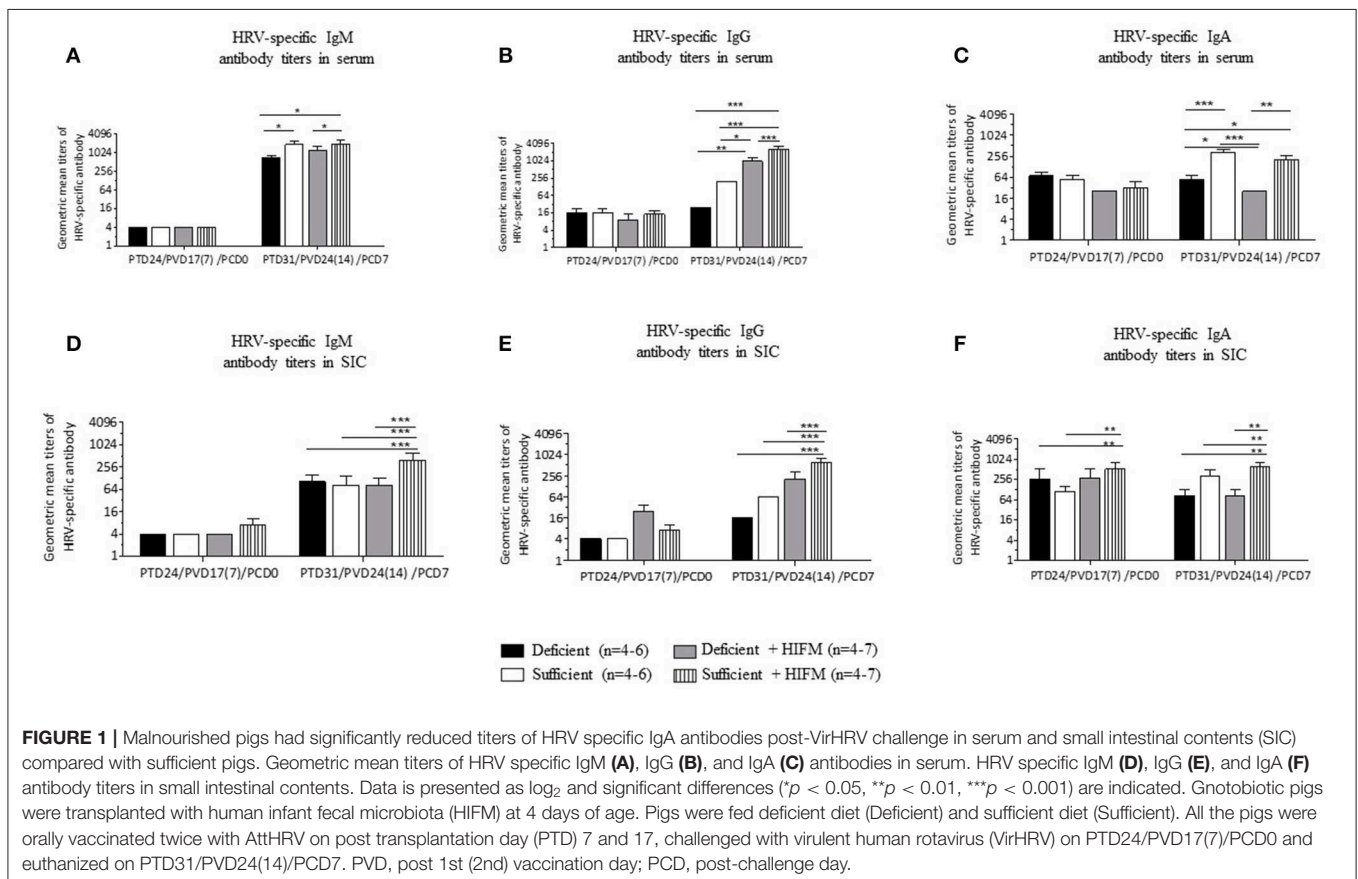 A
HRV-specific IgM
antibody titers in serum
Geometric mean titers of
HRV-specific antibody
4096
1024
256
64
16
4
1
*
*
*
PTD24/PVD17(7)/PCD0
PTD31/PVD24(14)/PCD7
B
HRV-specific IgG
antibody titers in serum
Geometric mean titers of
HRV-specific antibody
4096
1024
256
64
16
4
1
***
***
*
***
**
PTD24/PVD17(7)/PCD0
PTD31/PVD24(14)/PCD7
C
HRV-specific IgA
antibody titers in serum
Geometric mean titers of
HRV-specific antibody
4096
1024
256
64
16
4
1
***
**
*
*
***
PTD24/PVD17(7)/PCD0
PTD31/PVD24(14)/PCD7
D
HRV-specific IgM
antibody titers in SIC
Geometric mean titers of
HRV-specific antibody
4096
1024
256
64
16
4
1
***
***
***
PTD24/PVD17(7)/PCD0
PTD31/PVD24(14)/PCD7
E
HRV-specific IgG
antibody titers in SIC
Geometric mean titers of
HRV-specific antibody
4096
1024
256
64
16
4
1
***
***
***
PTD24/PVD17(7)/PCD0
PTD31/PVD24(14)/PCD7
F
HRV-specific IgA
antibody titers in SIC
Geometric mean titers of
HRV-specific antibody
4096
1024
256
64
16
4
1
**
**
**
**
**
PTD24/PVD17(7)/PCD0
PTD31/PVD24(14)/PCD7
Deficient (n=4-6)
Deficient + HIFM (n=4-7)
Sufficient (n=4-6)
Sufficient + HIFM (n=4-7)
FIGURE 1 | Malnourished pigs had significantly reduced titers of HRV specific IgA antibodies post-VirHRV challenge in serum and small intestinal contents (SIC)
compared with sufficient pigs. Geometric mean titers of HRV specific IgM (A), IgG (B), and IgA (C) antibodies in serum. HRV specific IgM (D), IgG (E), and IgA (F)
antibody titers in small intestinal contents. Data is presented as log₂ and significant differences (*p < 0.05, **p < 0.01, ***p < 0.001) are indicated. Gnotobiotic pigs
were transplanted with human infant fecal microbiota (HIFM) at 4 days of age. Pigs were fed deficient diet (Deficient) and sufficient diet (Sufficient). All the pigs were
orally vaccinated twice with AttHRV on post transplantation day (PTD) 7 and 17, challenged with virulent human rotavirus (VirHRV) on PTD24/PVD17(7)/PCD0 and
euthanized on PTD31/PVD24(14)/PCD7. PVD, post 1st (2nd) vaccination day; PCD, post-challenge day.